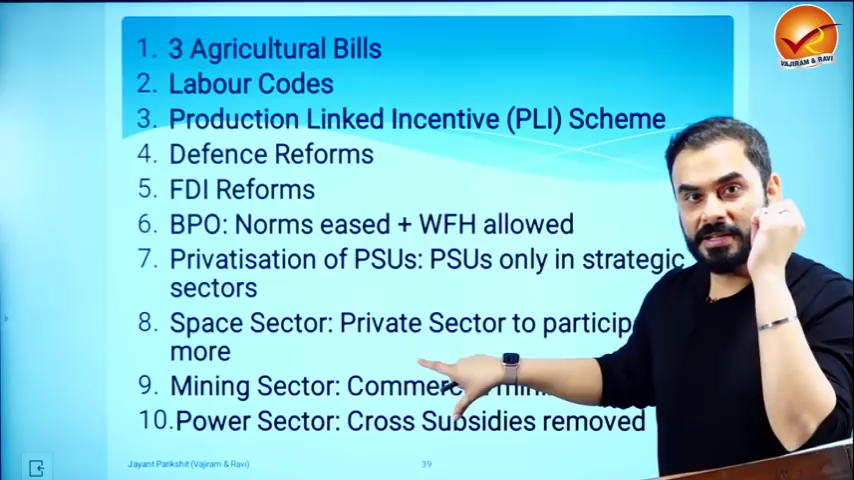 VAJIRAM & RAVI
1. 3 Agricultural Bills
2. Labour Codes
3. Production Linked Incentive (PLI) Scheme
4. Defence Reforms
5. FDI Reforms
6. BPO: Norms eased + WFH allowed
7. Privatisation of PSUs: PSUs only in strategic
sectors
8. Space Sector: Private Sector to particip
more
9. Mining Sector:
10. Power Sector: Cross Subsidies removed
Jayant Parikshit (Vajiram & Ravi)
39